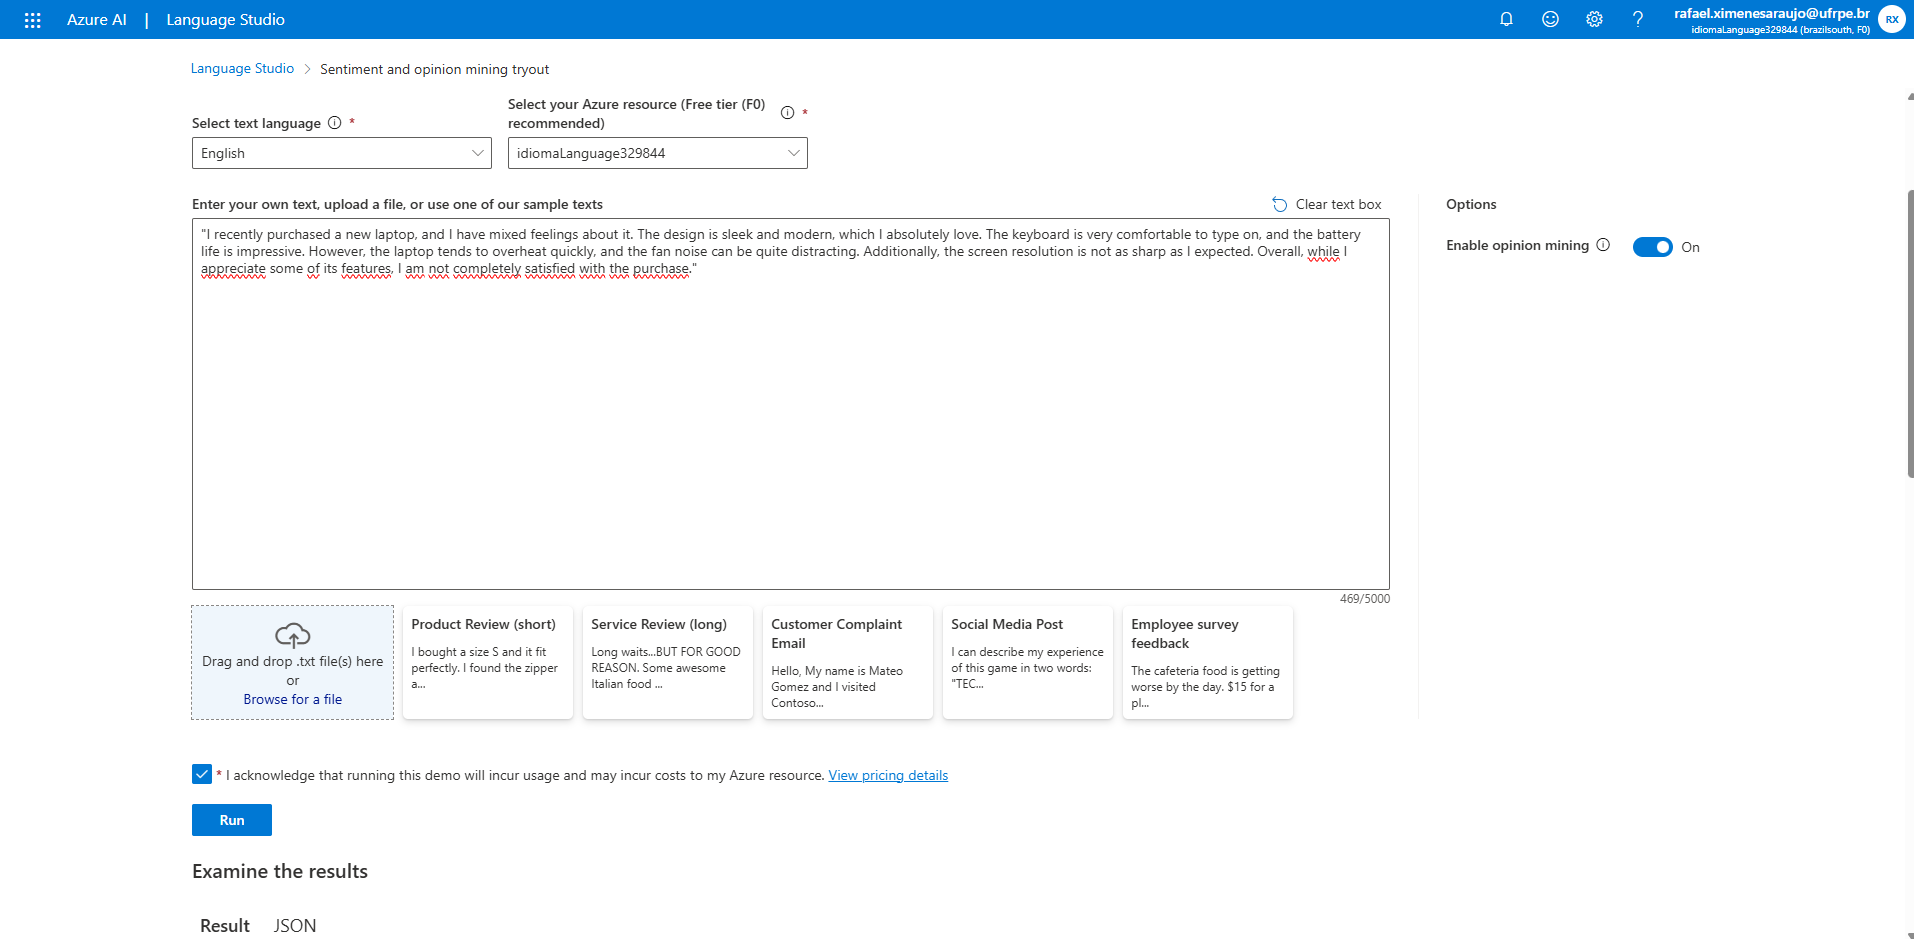 Azure AI | Language Studio
rafael.ximenesaraujo@ufrpe.br
idiomaLanguage329844 (brazilsouth, F0)
RX
Language Studio > Sentiment and opinion mining tryout
Select text language *
English
Select your Azure resource (Free tier (F0)
recommended) *
idiomaLanguage329844
Enter your own text, upload a file, or use one of our sample texts
Clear text box
"I recently purchased a new laptop, and I have mixed feelings about it. The design is sleek and modern, which I absolutely love. The keyboard is very comfortable to type on, and the battery
life is impressive. However, the laptop tends to overheat quickly, and the fan noise can be quite distracting. Additionally, the screen resolution is not as sharp as I expected. Overall, while I
appreciate some of its features, I am not completely satisfied with the purchase."
469/5000
Options
Enable opinion mining
On
Drag and drop .txt file(s) here
or
Browse for a file
Product Review (short)
I bought a size S and it fit
perfectly. I found the zipper
a...
Service Review (long)
Long waits...BUT FOR GOOD
REASON. Some awesome
Italian food ...
Customer Complaint
Email
Hello, My name is Mateo
Gomez and I visited
Contoso...
Social Media Post
I can describe my experience
of this game in two words:
"TEC...
Employee survey
feedback
The cafeteria food is getting
worse by the day. $15 for a
pl...
* I acknowledge that running this demo will incur usage and may incur costs to my Azure resource. View pricing details
Run
Examine the results
Result JSON